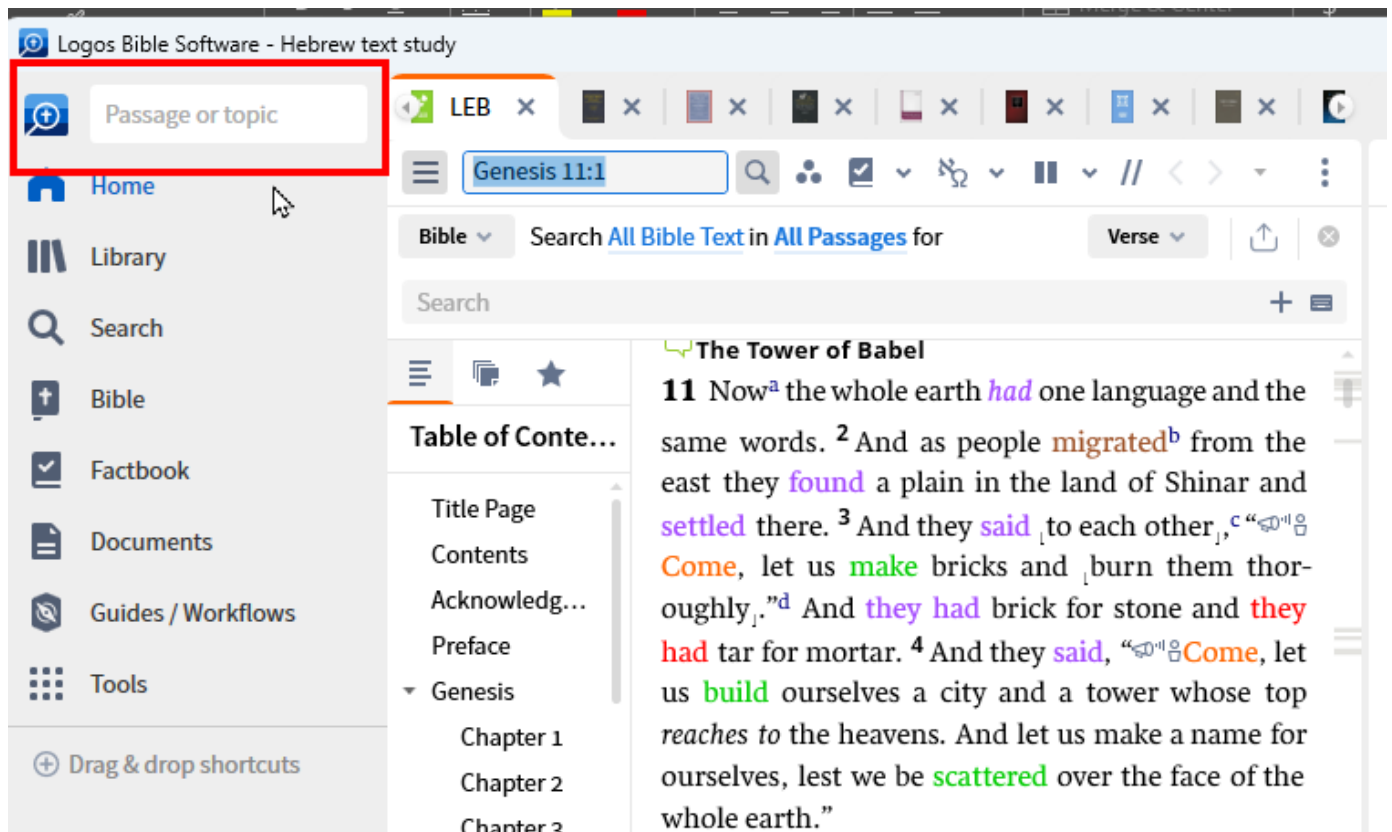 Logos Bible Software - Hebrew text study
Passage or topic
Home
Library
Search
Bible
Factbook
Documents
Guides / Workflows
Tools
Drag & drop shortcuts
LEB
Genesis 11:1
Bible
Search All Bible Text in All Passages for
Verse
Search
Table of Conte...
Title Page
Contents
Acknowledg...
Preface
Genesis
Chapter 1
Chapter 2
Chapter 3
The Tower of Babel
11 Nowa the whole earth had one language and the
same words. 2 And as people migratedb from the
east they found a plain in the land of Shinar and
settled there. 3 And they said ⌊to each other⌋,c “
Come, let us make bricks and ⌊burn them thor-
oughly⌋.”d And they had brick for stone and they
had tar for mortar. 4 And they said, “Come, let
us build ourselves a city and a tower whose top
reaches to the heavens. And let us make a name for
ourselves, lest we be scattered over the face of the
whole earth.”